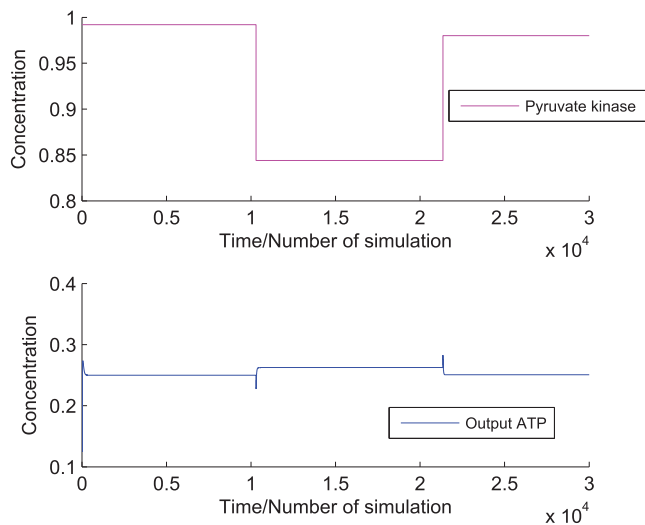 1
0.95
0.9
0.85
0.8
Concentration
0 0.5 1 1.5 2 2.5 3
Time/Number of simulation
x 10^4
Pyruvate kinase
0.4
0.3
0.2
0.1
Concentration
0 0.5 1 1.5 2 2.5 3
Time/Number of simulation
x 10^4
Output ATP